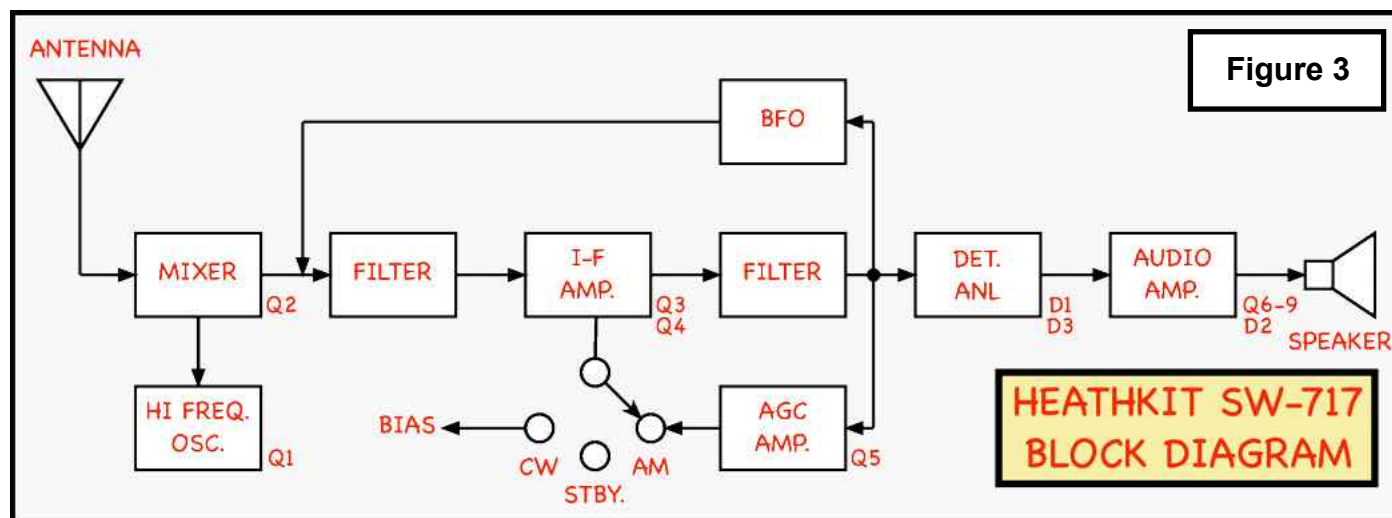 ANTENNA
Figure 3
BFO
MIXER
Q2
FILTER
I-F
AMP.
Q3
Q4
FILTER
DET.
ANL
D1
D3
AUDIO
AMP.
Q6-9
D2
SPEAKER
HI FREQ.
OSC.
Q1
BIAS
CW
STBY.
AM
AGC
AMP.
Q5
HEATHKIT SW-717
BLOCK DIAGRAM